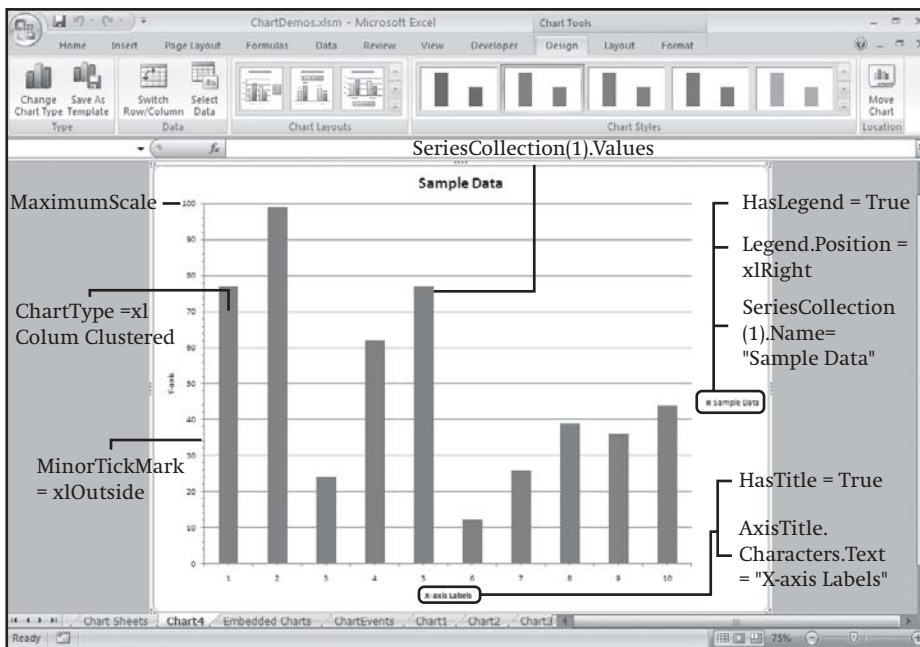 ChartDemos.xlsm - Microsoft Excel
Chart Tools
Home Insert Page Layout Formulas Data Review View Developer Design Layout Format
Change
Chart Type
Save As
Template
Switch
Row/Column
Select
Data
Move
Chart
Type
Data
Chart Layouts
Chart Styles
Location
fx
SeriesCollection(1).Values
Sample Data
MaximumScale
100
90
80
70
60
50
40
30
20
10
0
Y-axis
ChartType =xl
Colum Clustered
MinorTickMark
= xlOutside
HasLegend = True
Legend.Position =
xlRight
SeriesCollection
(1).Name=
"Sample Data"
Sample Data
HasTitle = True
AxisTitle.
Characters.Text
= "X-axis Labels"
1 2 3 4 5 6 7 8 9 10
X-axis Labels
Chart Sheets Chart4 Embedded Charts ChartEvents Chart1 Chart2 Chart3
Ready
75%